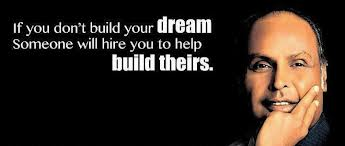 If you don't build your dream
Someone will hire you to help
build theirs.